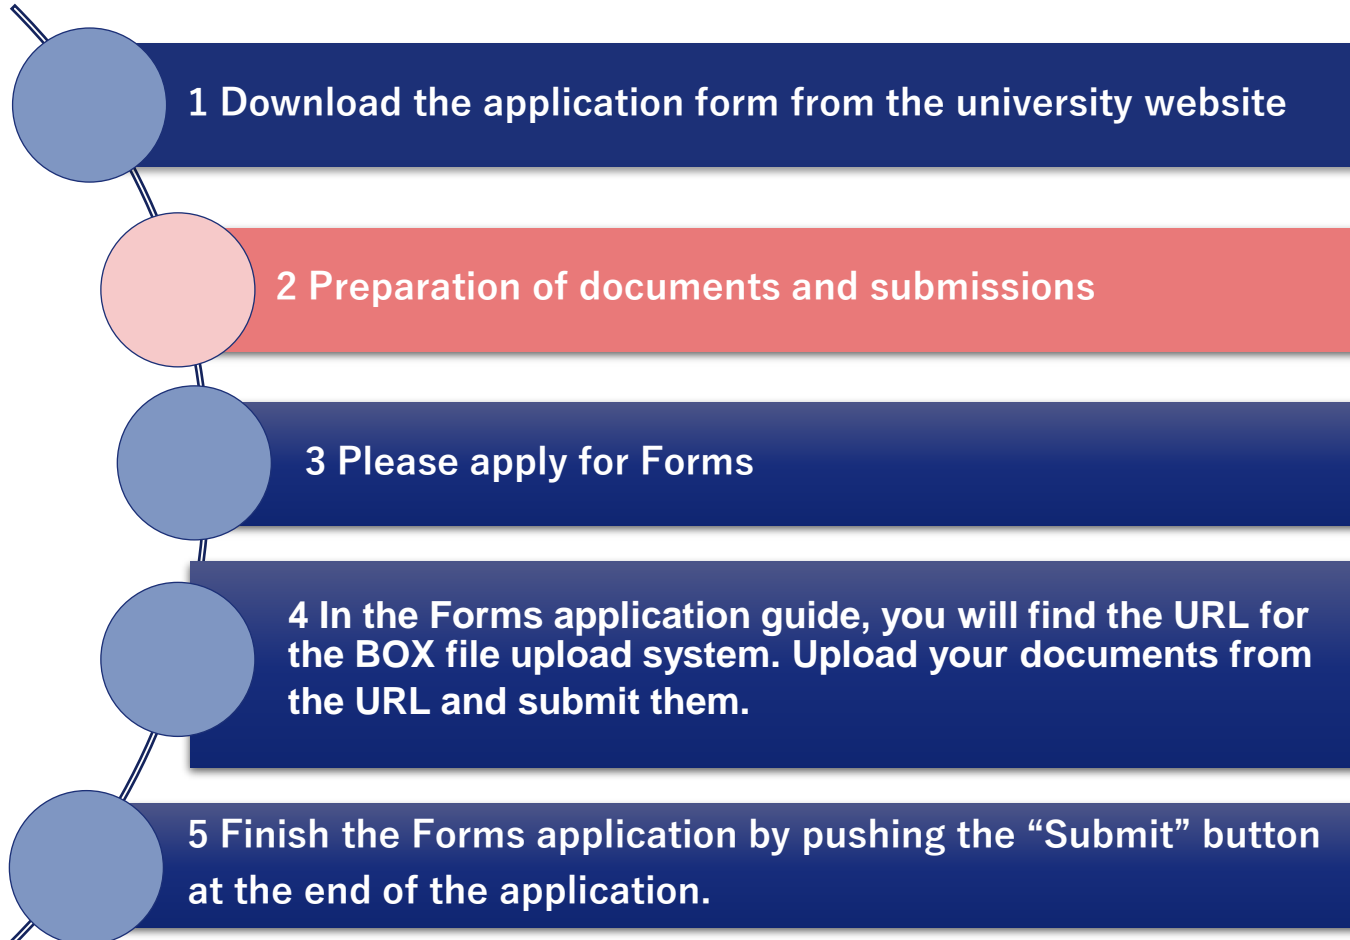 1 Download the application form from the university website
2 Preparation of documents and submissions
3 Please apply for Forms
4 In the Forms application guide, you will find the URL for
the BOX file upload system. Upload your documents from
the URL and submit them.
5 Finish the Forms application by pushing the “Submit” button
at the end of the application.